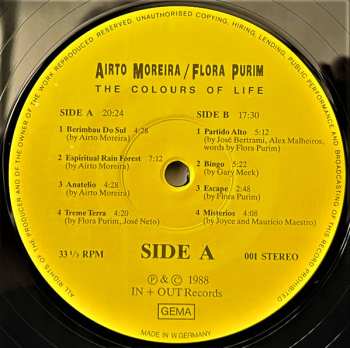 ALL RIGHTS OF THE PRODUCER AND OF THE OWNER OF THE WORK REPRODUCED RESERVED. UNAUTHORISED COPYING, HIRING, LENDING, PUBLIC PERFORMANCE AND BROADCASTING OF THIS RECORD PROHIBITED.
AIRTO MOREIRA / FLORA PURIM
THE COLOURS OF LIFE
SIDE A 20:24
1 Berimbau Do Sul 4:28
(by Airto Moreira)
2 Espiritual Rain Forest 7:12
(by Airto Moreira)
3 Anatelio 4:28
(by Airto Moreira)
4 Treme Terra 4:20
(by Flora Purim, José Neto)
SIDE B 17:30
1 Partido Alto 5:12
(by José Bertrami, Alex Malheiros,
words by Flora Purim)
2 Bingo 5:22
(by Gary Meek)
3 Escape 2:48
(by Flora Purim)
4 Misterios 4:08
(by Joyce and Mauricio Maestro)
33 1/3 RPM
SIDE A
001 STEREO
℗ & © 1988
IN + OUT Records
GEMA
MADE IN W.GERMANY